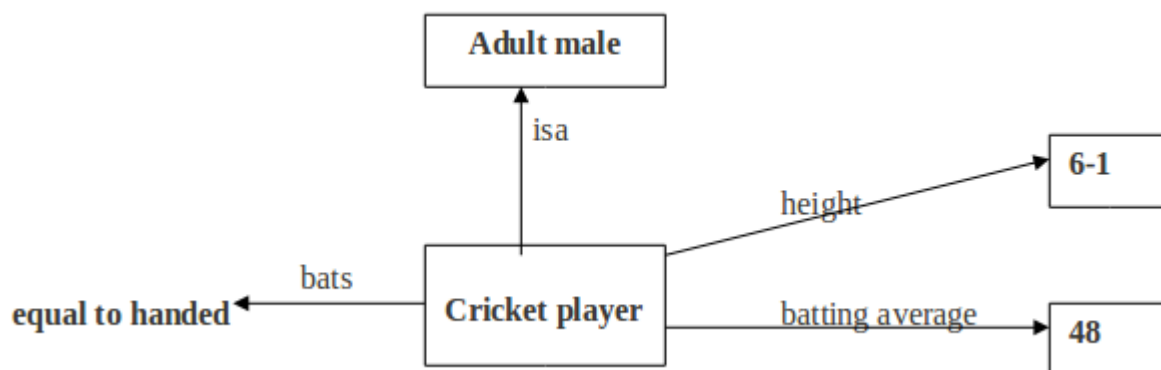 Adult male
isa
6-1
height
bats
equal to handed
Cricket player
batting average
48